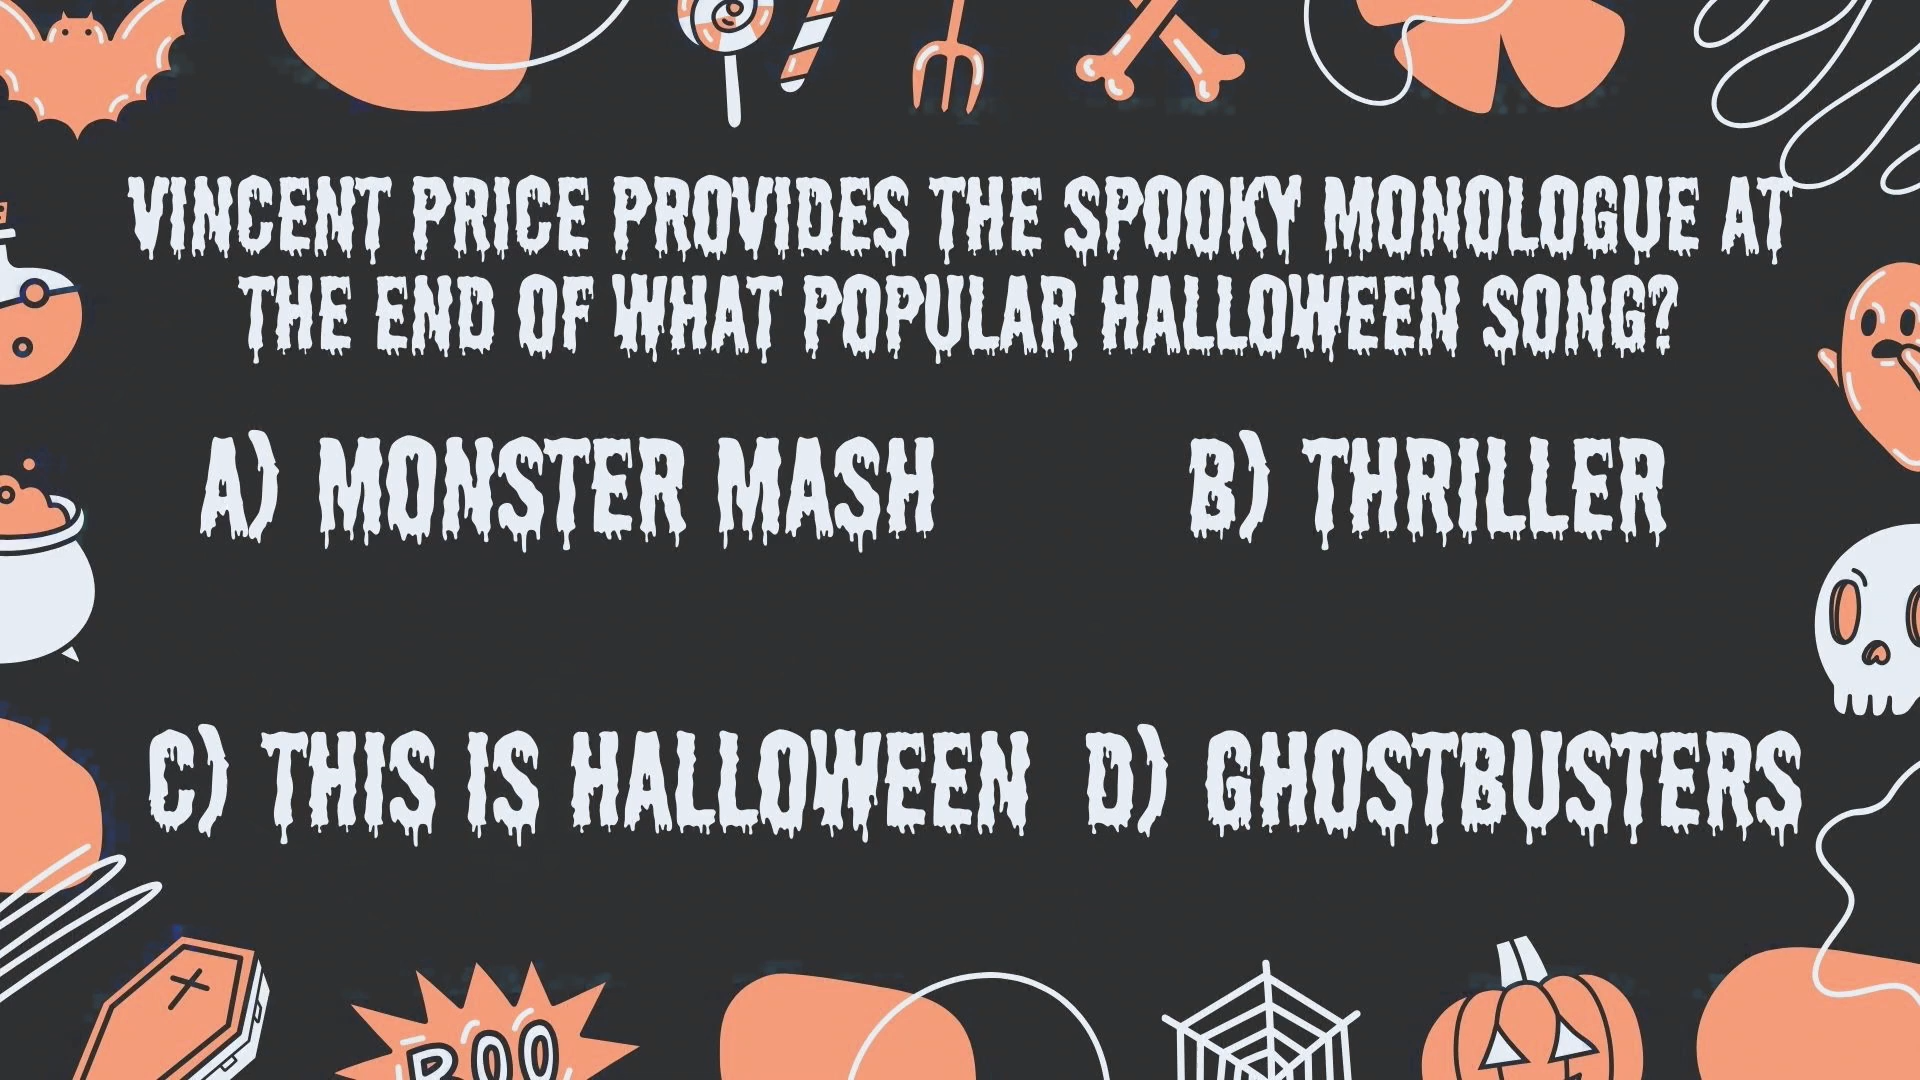 VINCENT PRICE PROVIDES THE SPOOKY MONOLOGUE AT
THE END OF WHAT POPULAR HALLOWEEN SONG?
A) MONSTER MASH
B) THRILLER
C) THIS IS HALLOWEEN
D) GHOSTBUSTERS
BOO